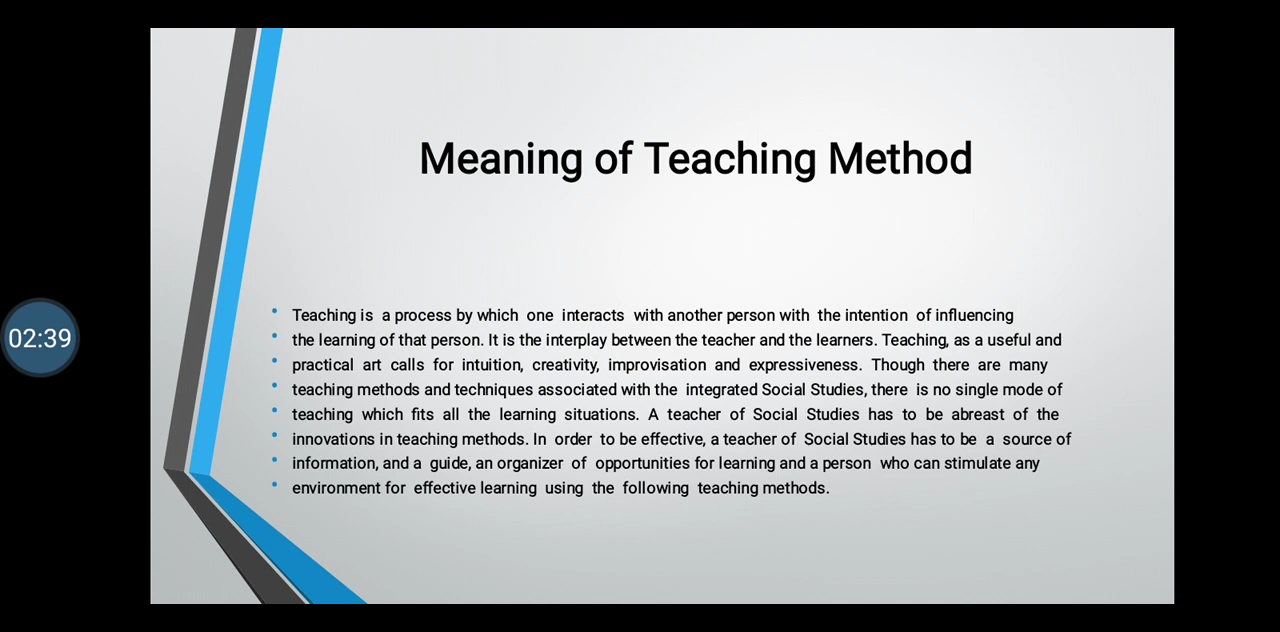 Meaning of Teaching Method
02:39
• Teaching is a process by which one interacts with another person with the intention of influencing
• the learning of that person. It is the interplay between the teacher and the learners. Teaching, as a useful and
• practical art calls for intuition, creativity, improvisation and expressiveness. Though there are many
• teaching methods and techniques associated with the integrated Social Studies, there is no single mode of
• teaching which fits all the learning situations. A teacher of Social Studies has to be abreast of the
• innovations in teaching methods. In order to be effective, a teacher of Social Studies has to be a source of
• information, and a guide, an organizer of opportunities for learning and a person who can stimulate any
• environment for effective learning using the following teaching methods.